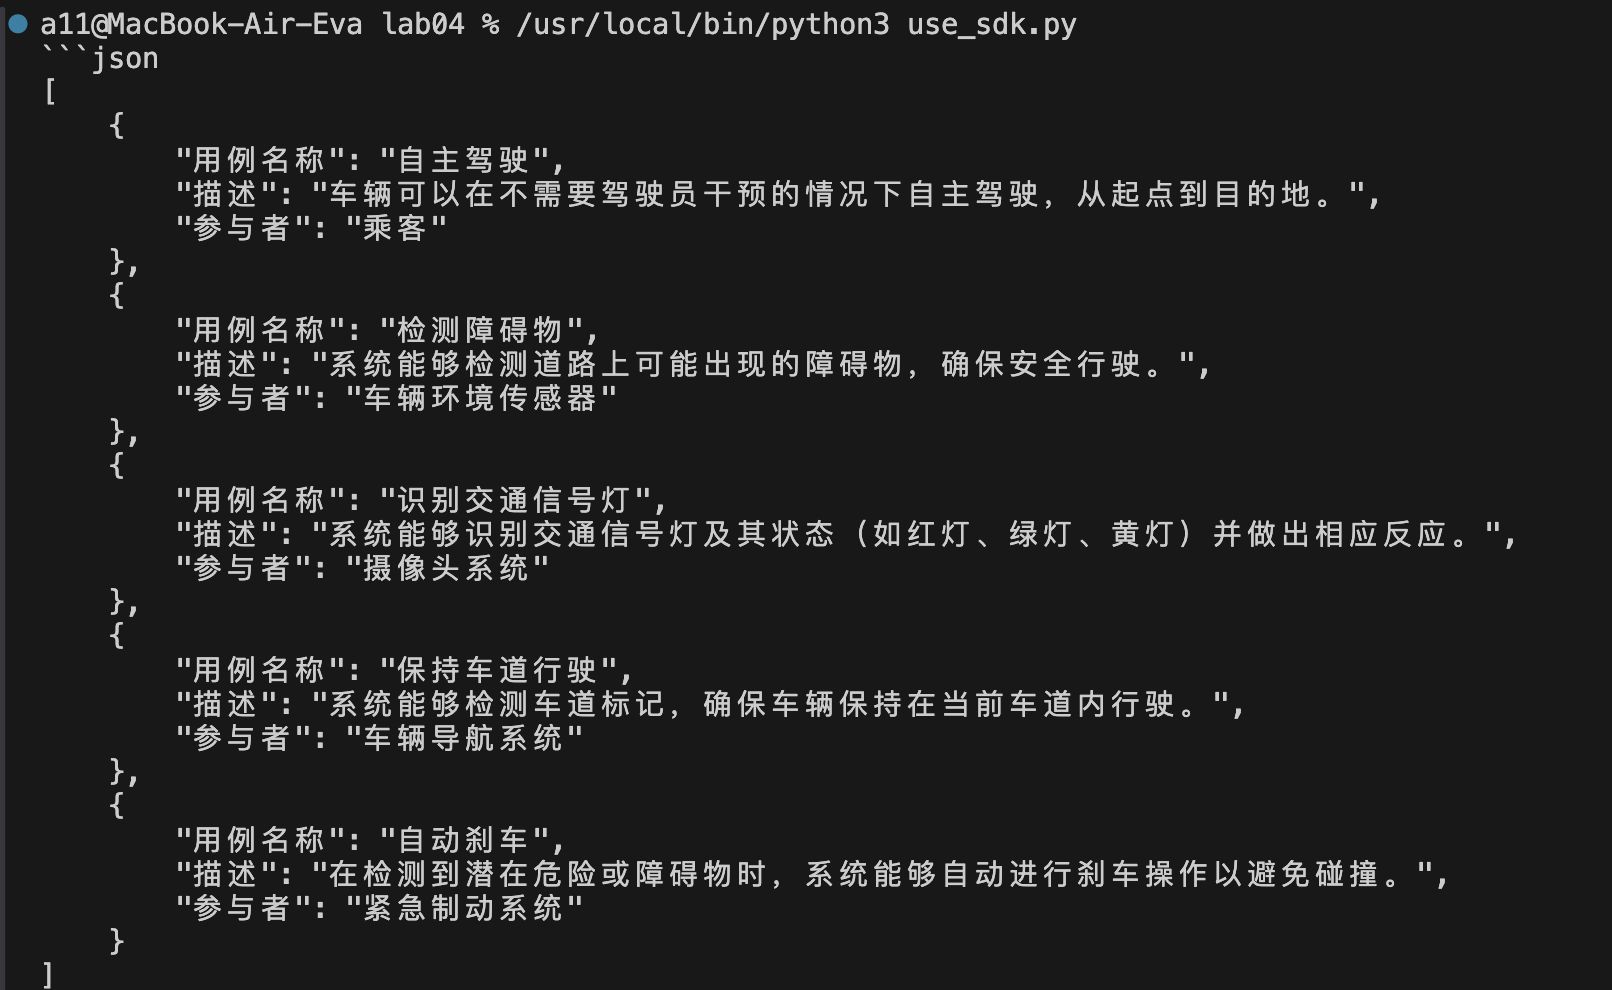 a11@MacBook-Air-Eva lab04 % /usr/local/bin/python3 use_sdk.py
```json
[
    {
        "用例名称": "自主驾驶",
        "描述": "车辆可以在不需要驾驶员干预的情况下自主驾驶，从起点到目的地。",
        "参与者": "乘客"
    },
    {
        "用例名称": "检测障碍物",
        "描述": "系统能够检测道路上可能出现的障碍物，确保安全行驶。",
        "参与者": "车辆环境传感器"
    },
    {
        "用例名称": "识别交通信号灯",
        "描述": "系统能够识别交通信号灯及其状态（如红灯、绿灯、黄灯）并做出相应反应。",
        "参与者": "摄像头系统"
    },
    {
        "用例名称": "保持车道行驶",
        "描述": "系统能够检测车道标记，确保车辆保持在当前车道内行驶。",
        "参与者": "车辆导航系统"
    },
    {
        "用例名称": "自动刹车",
        "描述": "在检测到潜在危险或障碍物时，系统能够自动进行刹车操作以避免碰撞。",
        "参与者": "紧急制动系统"
    }
]